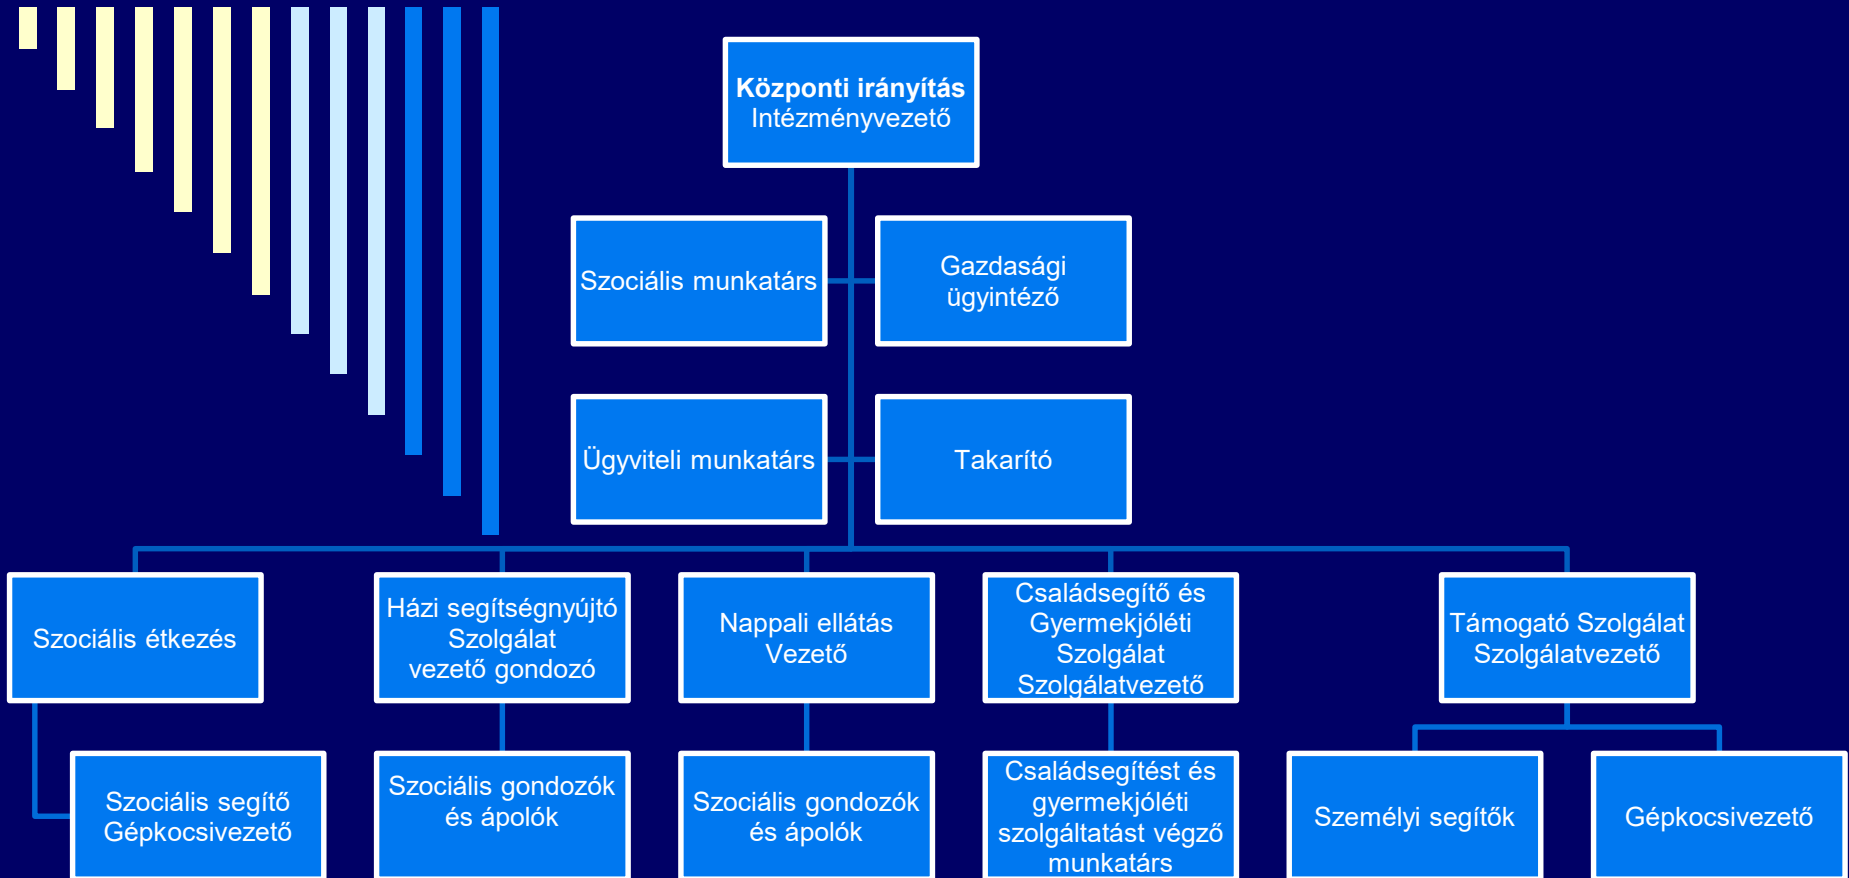 Központi irányítás
Intézményvezető
Szociális munkatárs
Gazdasági
ügyintéző
Ügyviteli munkatárs
Takarító
Szociális étkezés
Házi segítségnyújtó
Szolgálat
vezető gondozó
Nappali ellátás
Vezető
Családsegítő és
Gyermekjóléti
Szolgálat
Szolgálatvezető
Támogató Szolgálat
Szolgálatvezető
Szociális segítő
Gépkocsivezető
Szociális gondozók
és ápolók
Szociális gondozók
és ápolók
Családsegítést és
gyermekjóléti
szolgáltatást végző
munkatárs
Személyi segítők
Gépkocsivezető